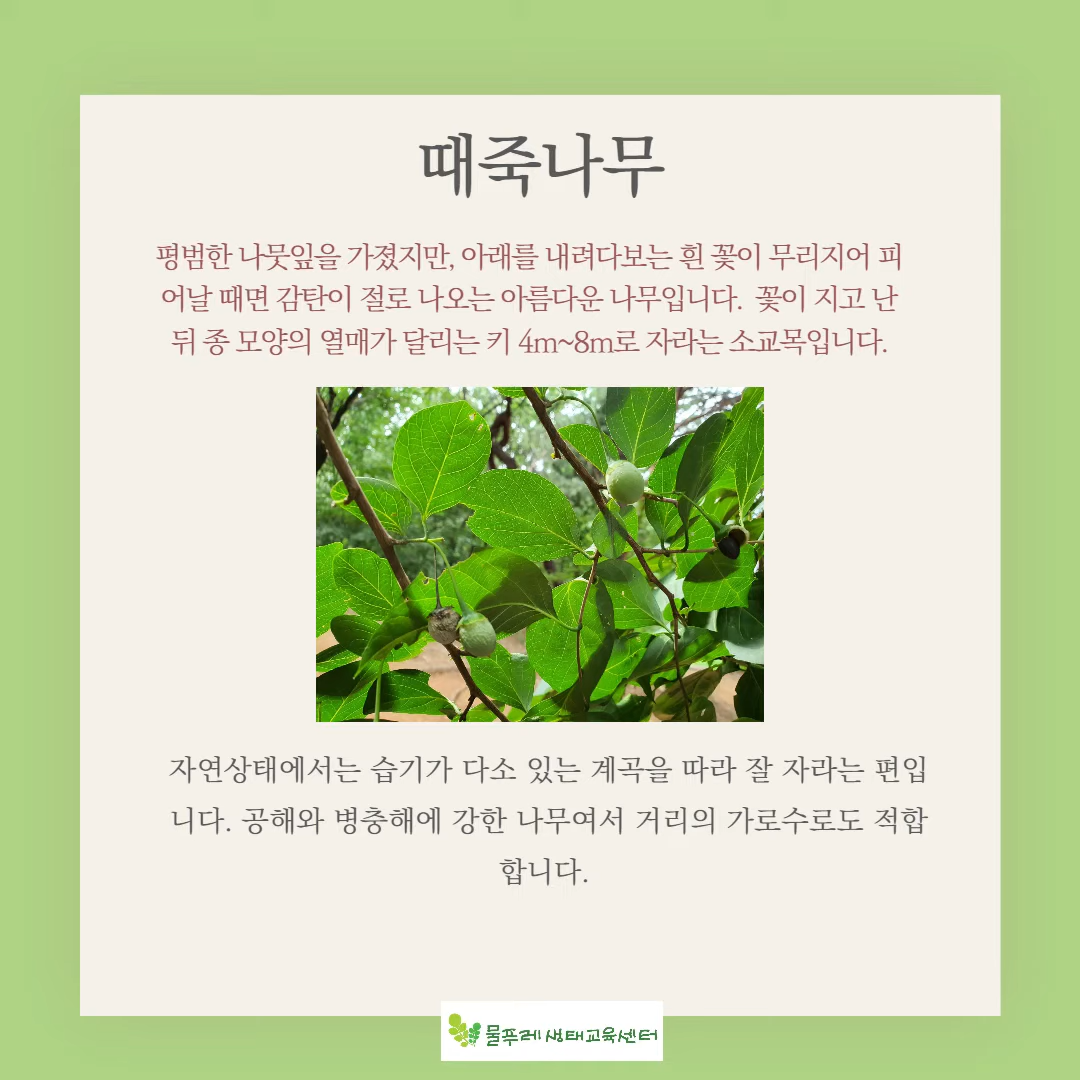 때죽나무
평범한 나뭇잎을 가졌지만, 아래를 내려다보는 흰 꽃이 무리지어 피
어날 때면 감탄이 절로 나오는 아름다운 나무입니다. 꽃이 지고 난
뒤 종 모양의 열매가 달리는 키 4m~8m로 자라는 소교목입니다.
자연상태에서는 습기가 다소 있는 계곡을 따라 잘 자라는 편입
니다. 공해와 병충해에 강한 나무여서 거리의 가로수로도 적합
합니다.
물푸레 생태교육센터